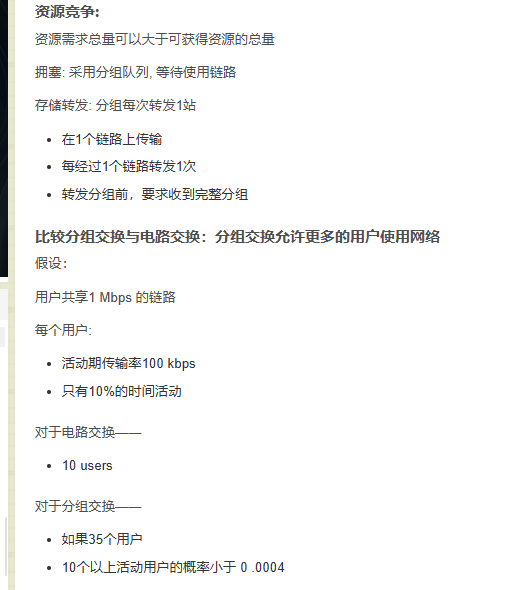 资源竞争:
资源需求总量可以大于可获得资源的总量
拥塞: 采用分组队列, 等待使用链路
存储转发: 分组每次转发1站
在1个链路上传输
每经过1个链路转发1次
转发分组前，要求收到完整分组
比较分组交换与电路交换：分组交换允许更多的用户使用网络
假设：
用户共享1 Mbps 的链路
每个用户:
活动期传输率100 kbps
只有10%的时间活动
对于电路交换——
10 users
对于分组交换——
如果35个用户
10个以上活动用户的概率小于 0 .0004